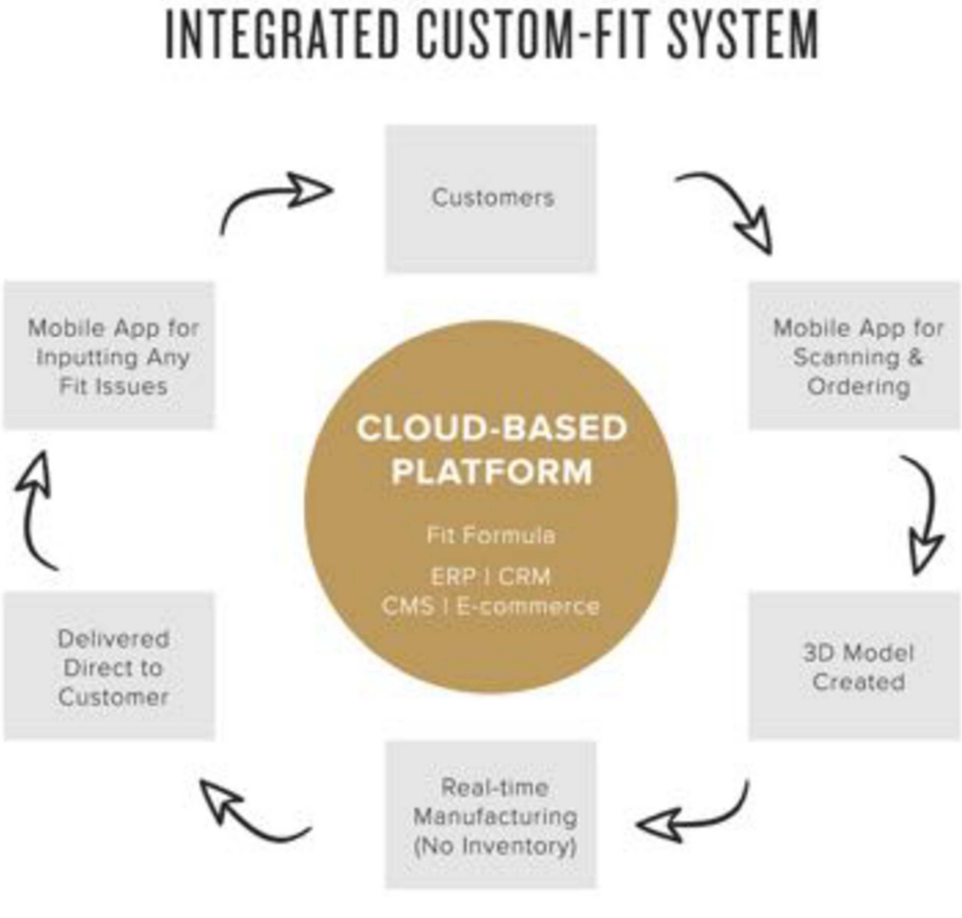 INTEGRATED CUSTOM-FIT SYSTEM
Customers
Mobile App for
Scanning &
Ordering
3D Model
Created
Real-time
Manufacturing
(No Inventory)
Delivered
Direct to
Customer
Mobile App for
Inputting Any
Fit Issues
CLOUD-BASED
PLATFORM
Fit Formula
ERP | CRM
CMS | E-commerce